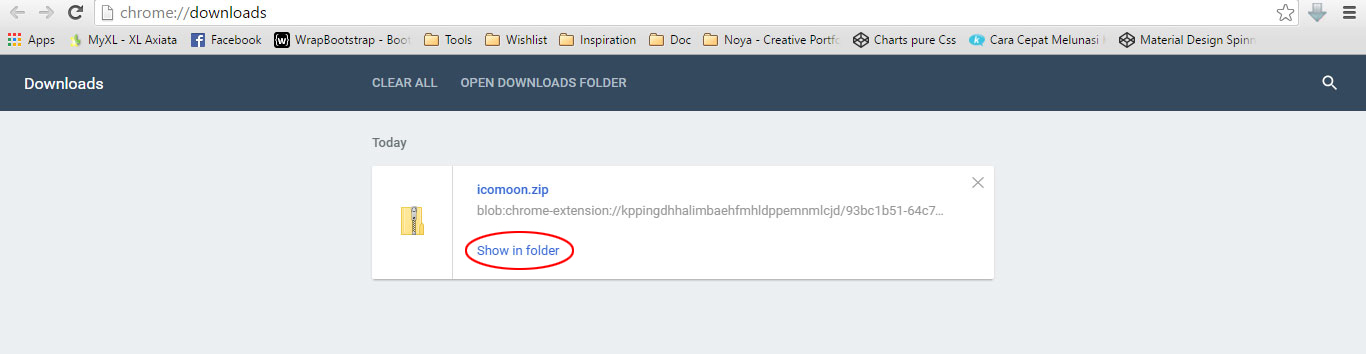 chrome://downloads
Apps MyXL - XL Axiata Facebook WrapBootstrap - Boot Tools Wishlist Inspiration Doc Noya - Creative Portfo Charts pure Css Cara Cepat Melunasi Material Design Spinn
Downloads CLEAR ALL OPEN DOWNLOADS FOLDER
Today
icomoon.zip
blob:chrome-extension://kppingdhhalimbaehfmhldppemnmlcjd/93bc1b51-64c7...
Show in folder